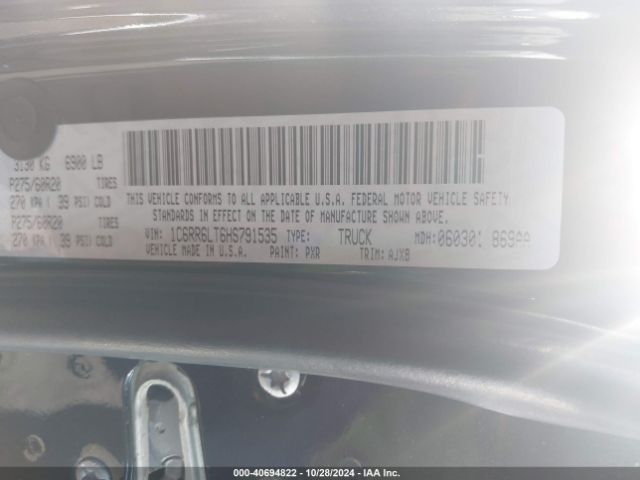 3130 KG 6900 LB
P275/60R20 TIRES
270 KPA ( 39 PSI) COLD
P275/60R20 TIRES
270 KPA ( 39 PSI) COLD
THIS VEHICLE CONFORMS TO ALL APPLICABLE U.S.A. FEDERAL MOTOR VEHICLE SAFETY
STANDARDS IN EFFECT ON THE DATE OF MANUFACTURE SHOWN ABOVE.
VIN: 1C6RR6LT6HS791535 TYPE: TRUCK MDH: 060301 869AA
VEHICLE MADE IN U.S.A. PAINT: PXR TRIM: AJXB
000-40694822 | 10/28/2024 | IAA Inc.